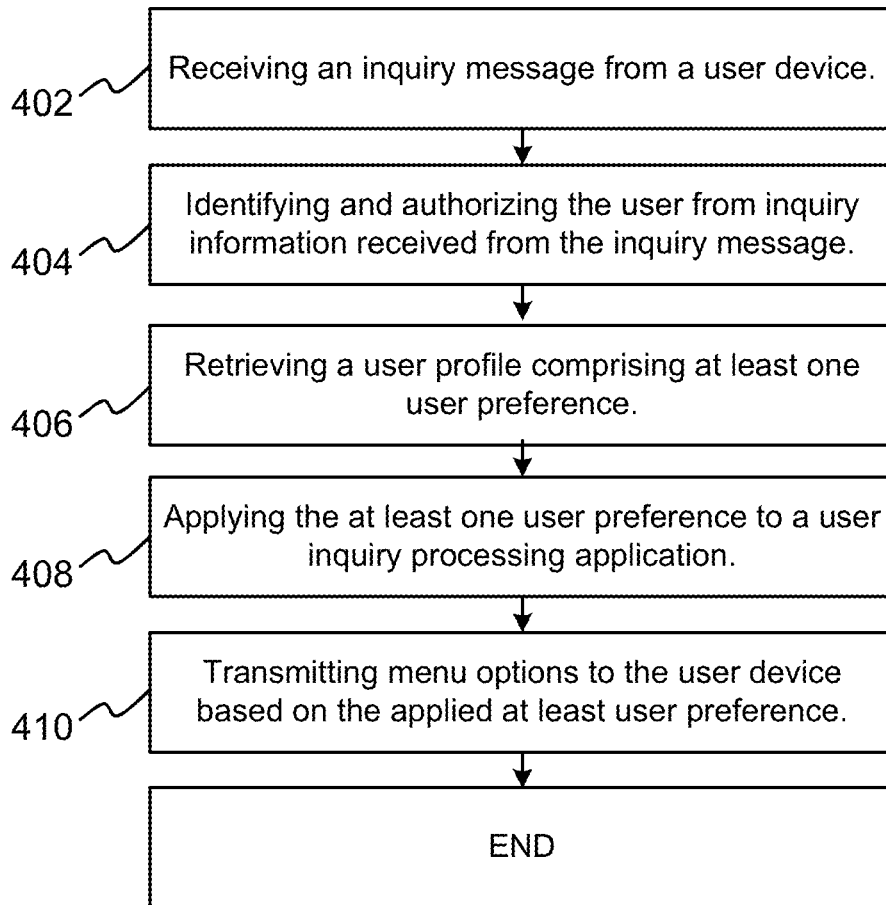 402
Receiving an inquiry message from a user device.
404
Identifying and authorizing the user from inquiry
information received from the inquiry message.
406
Retrieving a user profile comprising at least one
user preference.
408
Applying the at least one user preference to a user
inquiry processing application.
410
Transmitting menu options to the user device
based on the applied at least user preference.
END